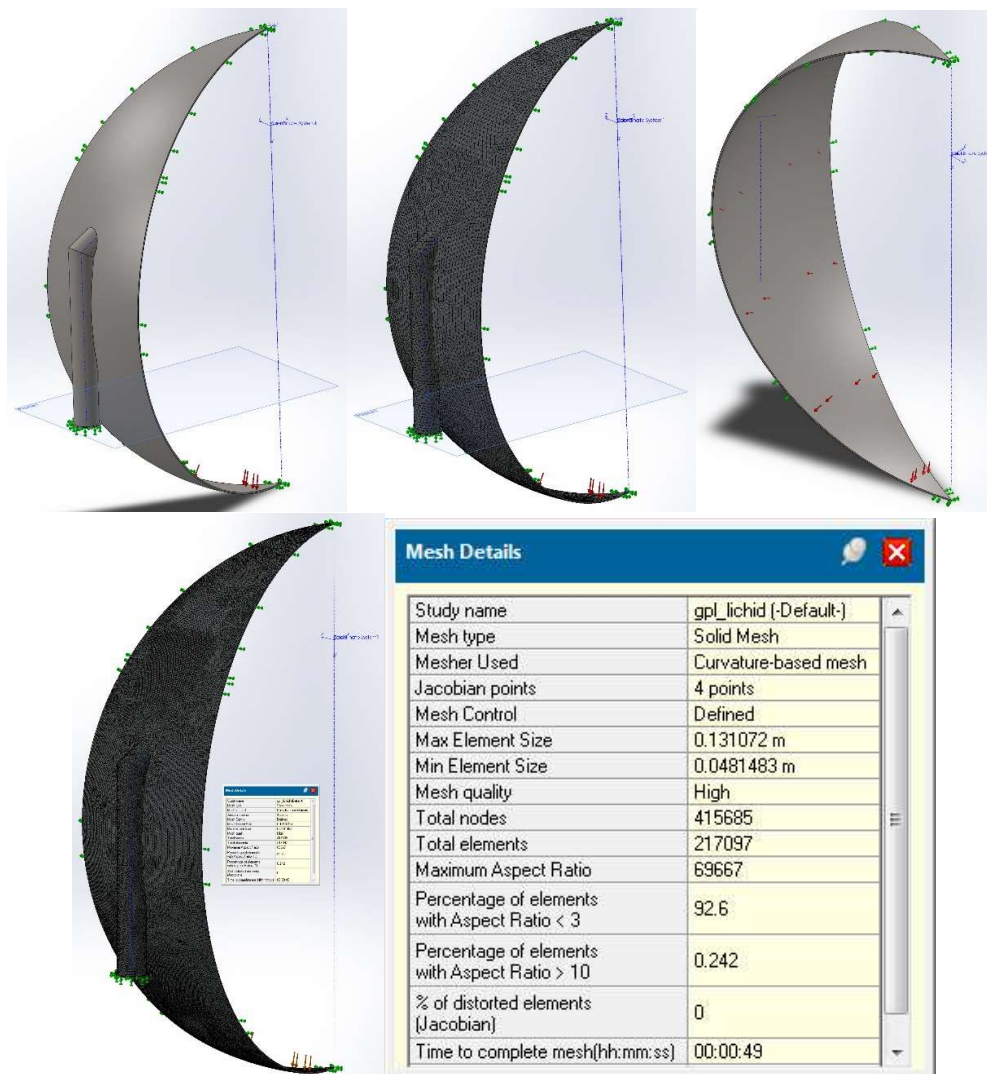 Coordinate System1
Mesh Details
Study name gpl_lichid (-Default-)
Mesh type Solid Mesh
Mesher Used Curvature-based mesh
Jacobian points 4 points
Mesh Control Defined
Max Element Size 0.131072 m
Min Element Size 0.0481483 m
Mesh quality High
Total nodes 415685
Total elements 217097
Maximum Aspect Ratio 69667
Percentage of elements
with Aspect Ratio < 3 92.6
Percentage of elements
with Aspect Ratio > 10 0.242
% of distorted elements
(Jacobian) 0
Time to complete mesh(hh:mm:ss) 00:00:49